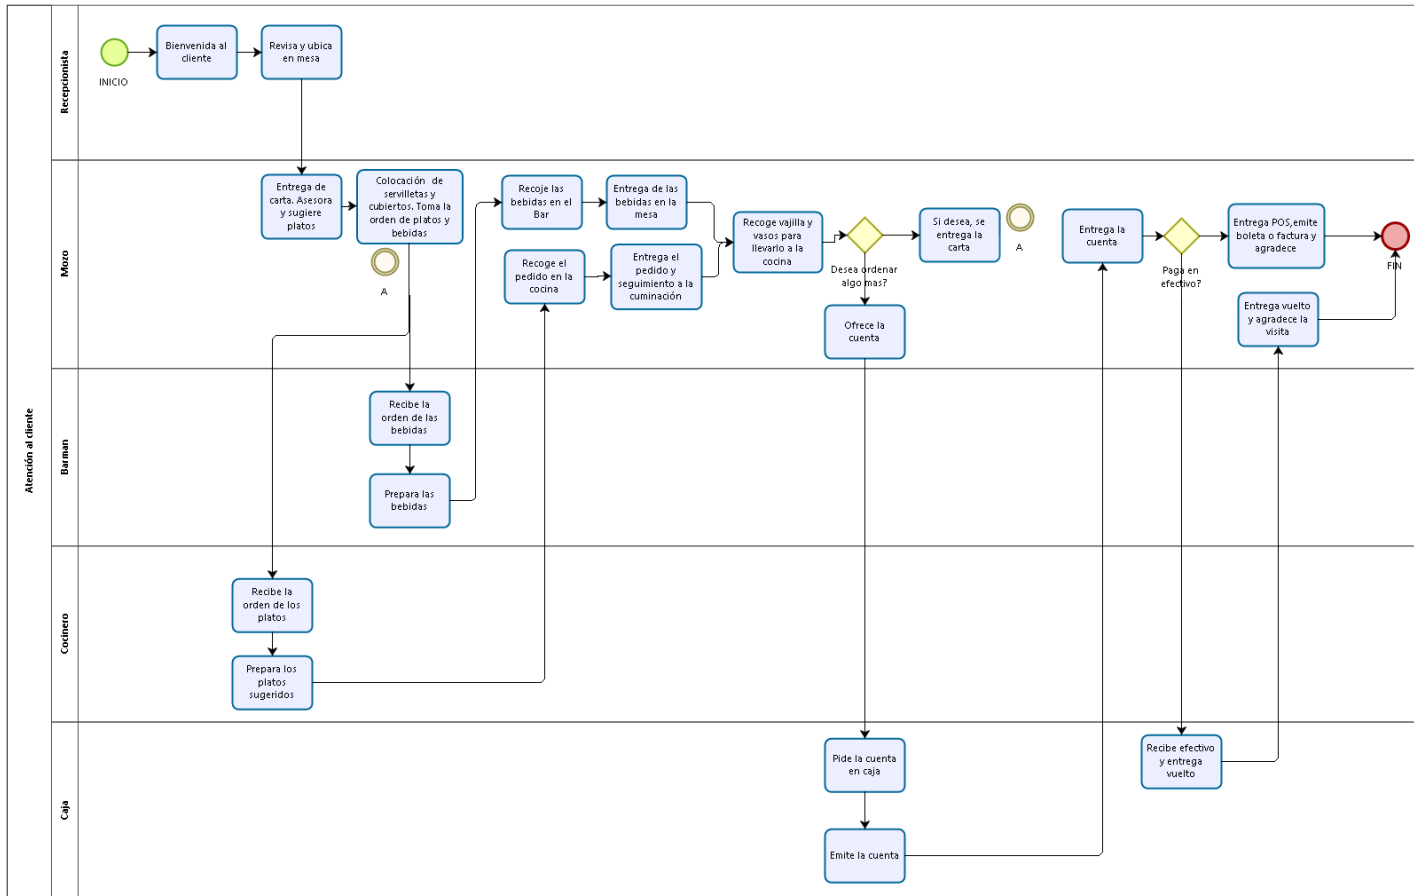 Atención al cliente
Recepcionista
INICIO
Bienvenida al
cliente
Revisa y ubica
en mesa
Mozo
Entrega de
carta. Asesora
y sugiere
platos
Colocación de
servilletas y
cubiertos. Toma la
orden de platos y
bebidas
A
Recoje las
bebidas en el
Bar
Entrega de las
bebidas en la
mesa
Recoge el
pedido en la
cocina
Entrega el
pedido y
seguimiento a la
cuminación
Recoge vajilla y
vasos para
llevarlo a la
cocina
Desea ordenar
algo mas?
Si desea, se
entrega la
carta
A
Ofrece la
cuenta
Entrega la
cuenta
Paga en
efectivo?
Entrega POS,emite
boleta o factura y
agradece
FIN
Entrega vuelto
y agradece la
visita
Barman
Recibe la
orden de las
bebidas
Prepara las
bebidas
Cocinero
Recibe la
orden de los
platos
Prepara los
platos
sugeridos
Caja
Pide la cuenta
en caja
Emite la cuenta
Recibe efectivo
y entrega
vuelto